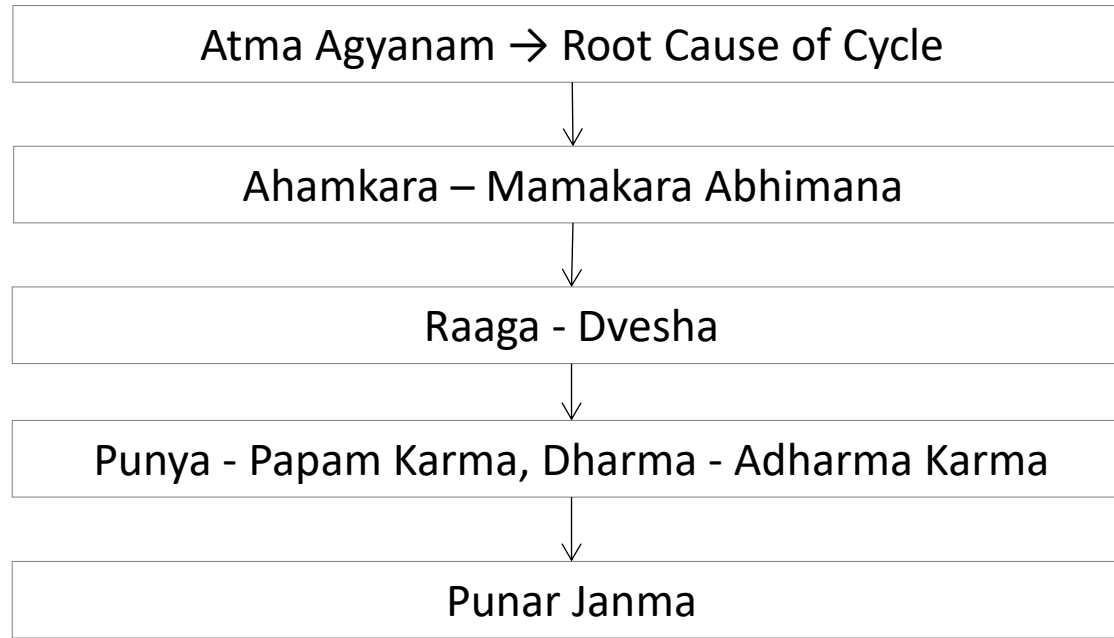 Atma Agyanam → Root Cause of Cycle
Ahamkara – Mamakara Abhimana
Raaga - Dvesha
Punya - Papam Karma, Dharma - Adharma Karma
Punar Janma